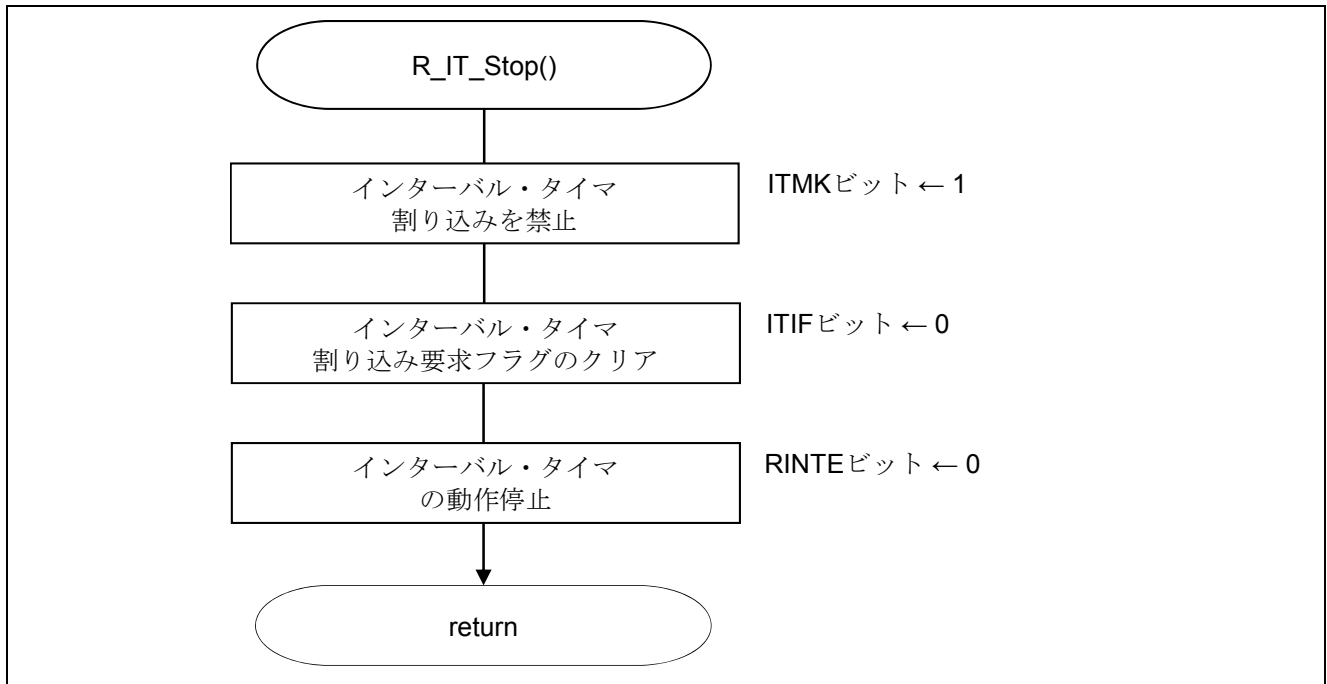 R_IT_Stop()
インターバル・タイマ
割り込みを禁止
ITMKビット ← 1
インターバル・タイマ
割り込み要求フラグのクリア
ITIFビット ← 0
インターバル・タイマ
の動作停止
RINTEビット ← 0
return